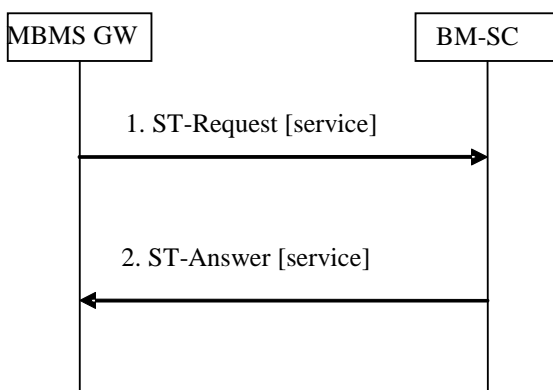 MBMS GW
BM-SC
1. ST-Request [service]
2. ST-Answer [service]